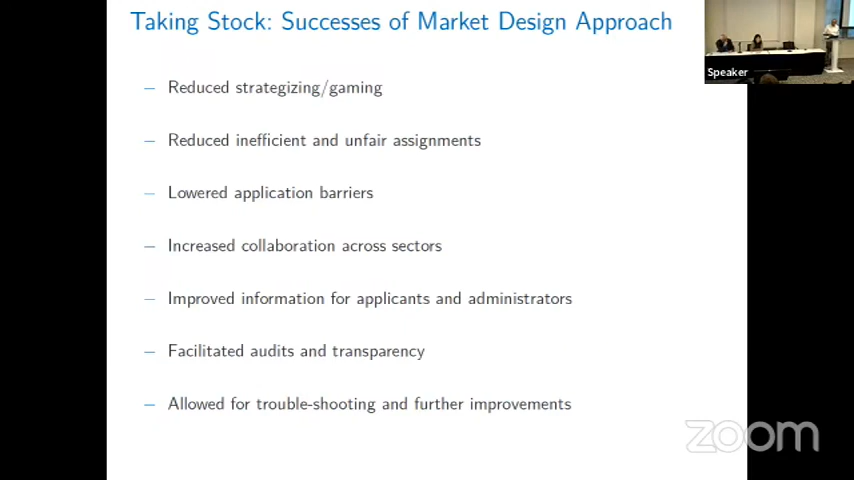 Taking Stock: Successes of Market Design Approach
Speaker
– Reduced strategizing/gaming
– Reduced inefficient and unfair assignments
– Lowered application barriers
– Increased collaboration across sectors
– Improved information for applicants and administrators
– Facilitated audits and transparency
– Allowed for trouble-shooting and further improvements
zoom